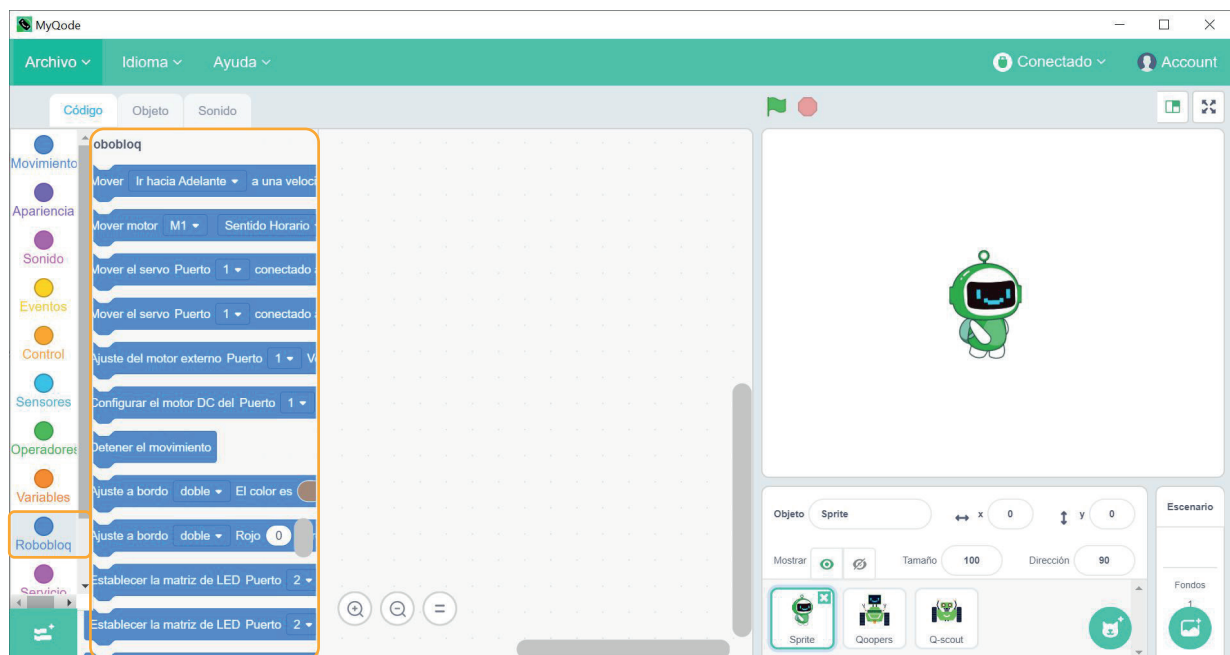 MyQode
Archivo Idioma Ayuda Conectado Account
Código Objeto Sonido
Movimiento
Apariencia
Sonido
Eventos
Control
Sensores
Operadores
Variables
Robobloq
Servicio
obobloq
Mover Ir hacia Adelante a una veloci
Mover motor M1 Sentido Horario
Mover el servo Puerto 1 conectado a
Mover el servo Puerto 1 conectado a
Ajuste del motor externo Puerto 1 V
Configurar el motor DC del Puerto 1
Detener el movimiento
Ajuste a bordo doble El color es
Ajuste a bordo doble Rojo 0
Establecer la matriz de LED Puerto 2
Establecer la matriz de LED Puerto 2
Objeto Sprite x 0 y 0
Mostrar Tamaño 100 Dirección 90
Sprite Qoopers Q-scout
Escenario
Fondos
1